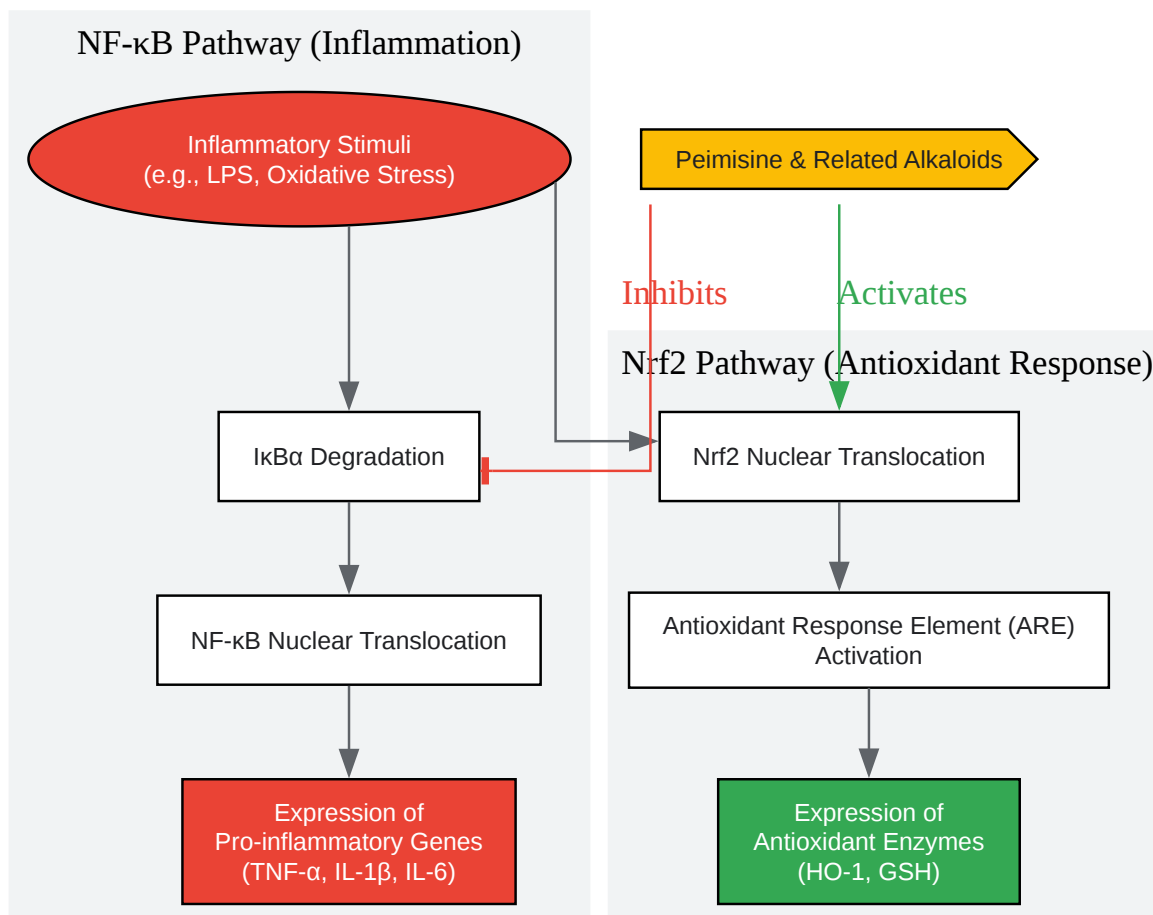 NF-κB Pathway (Inflammation)
Inflammatory Stimuli
(e.g., LPS, Oxidative Stress)
Peimisine & Related Alkaloids
Inhibits
Activates
Nrf2 Pathway (Antioxidant Response)
IκBα Degradation
Nrf2 Nuclear Translocation
NF-κB Nuclear Translocation
Antioxidant Response Element (ARE)
Activation
Expression of
Pro-inflammatory Genes
(TNF-α, IL-1β, IL-6)
Expression of
Antioxidant Enzymes
(HO-1, GSH)